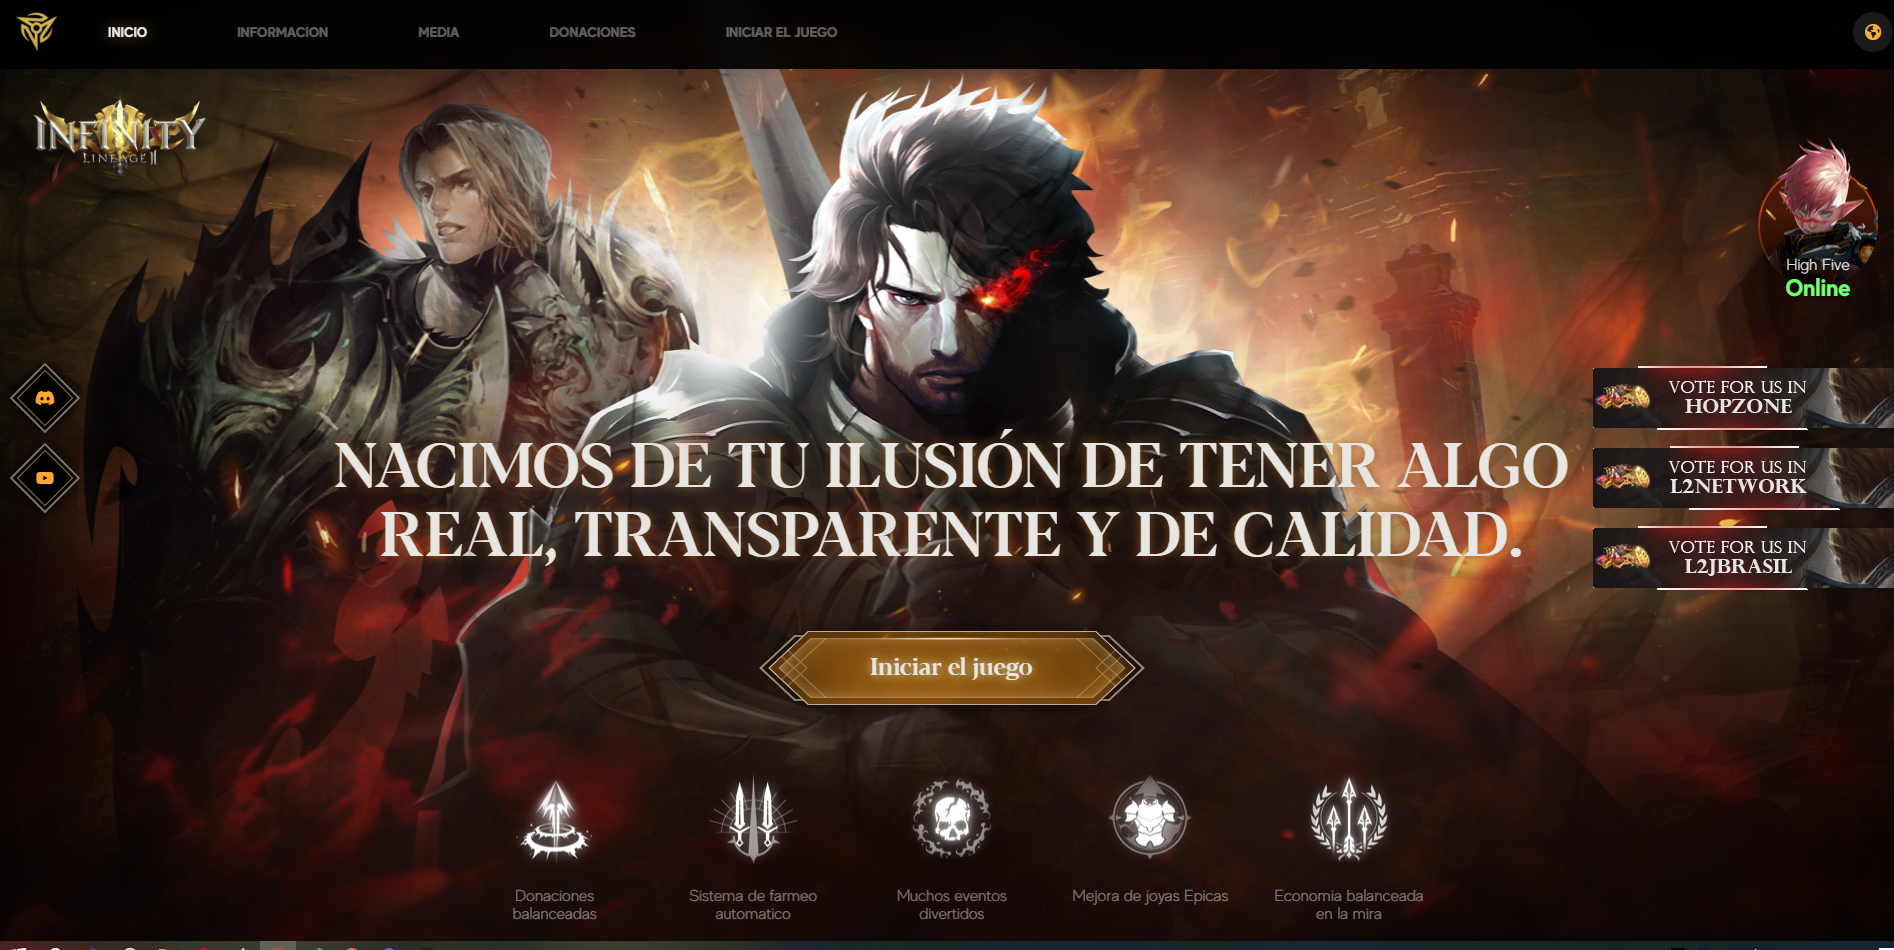 INICIO
INFORMACION
MEDIA
DONACIONES
INICIAR EL JUEGO
INFINITY
LINEAGE II
High Five
Online
VOTE FOR US IN
HOPZONE
VOTE FOR US IN
L2NETWORK
VOTE FOR US IN
L2JBRASIL
NACIMOS DE TU ILUSIÓN DE TENER ALGO
REAL, TRANSPARENTE Y DE CALIDAD.
Iniciar el juego
Donaciones
balanceadas
Sistema de farmeo
automatico
Muchos eventos
divertidos
Mejora de joyas Epicas
Economia balanceada
en la mira